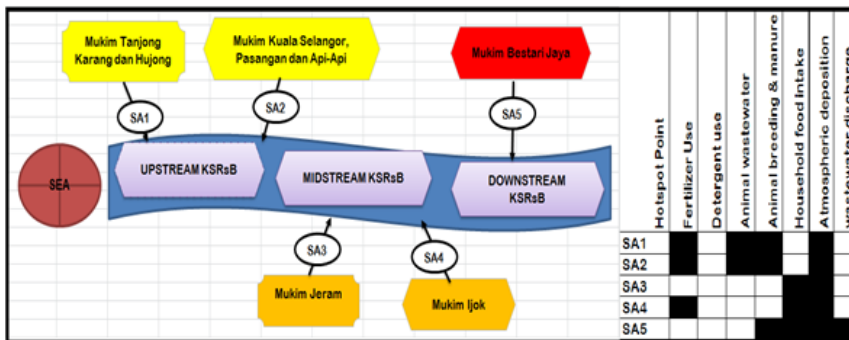 Mukim Tanjong
Karang dan Hujong
Mukim Kuala Selangor,
Pasangan dan Api-Api
Mukim Bestari Jaya
SA1
SA2
SA5
SEA
UPSTREAM KSRsB
MIDSTREAM KSRsB
DOWNSTREAM
KSRsB
SA3
SA4
Mukim Jeram
Mukim Ijok
Hotspot Point
Fertilizer Use
Detergent use
Animal wastewater
Animal breeding & manure
Household food Intake
Atmospheric deposition
wastewater discharge
SA1
SA2
SA3
SA4
SA5